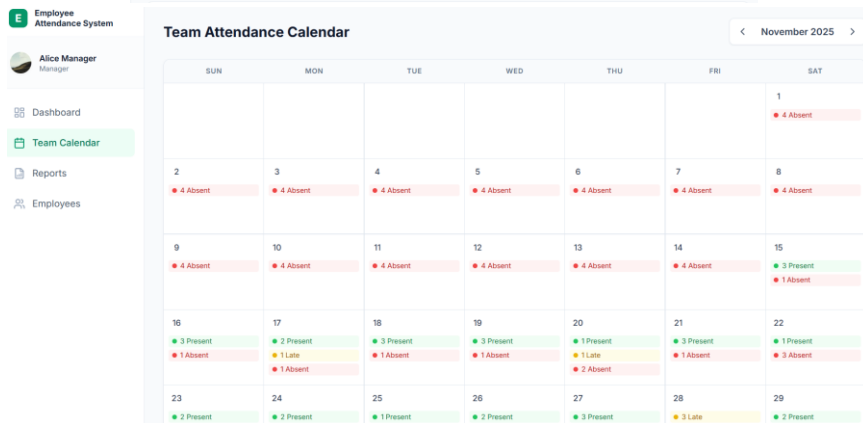 E
Employee
Attendance System
Alice Manager
Manager
Dashboard
Team Calendar
Reports
Employees
Team Attendance Calendar
< November 2025 >
SUN MON TUE WED THU FRI SAT
1
4 Absent
2 3 4 5 6 7 8
4 Absent 4 Absent 4 Absent 4 Absent 4 Absent 4 Absent 4 Absent
9 10 11 12 13 14 15
4 Absent 4 Absent 4 Absent 4 Absent 4 Absent 4 Absent 3 Present
1 Absent
16 17 18 19 20 21 22
3 Present 2 Present 3 Present 3 Present 1 Present 3 Present 1 Present
1 Absent 1 Late 1 Absent 1 Absent 1 Late 1 Absent 3 Absent
1 Absent 2 Absent
23 24 25 26 27 28 29
2 Present 2 Present 1 Present 2 Present 3 Present 3 Late 2 Present